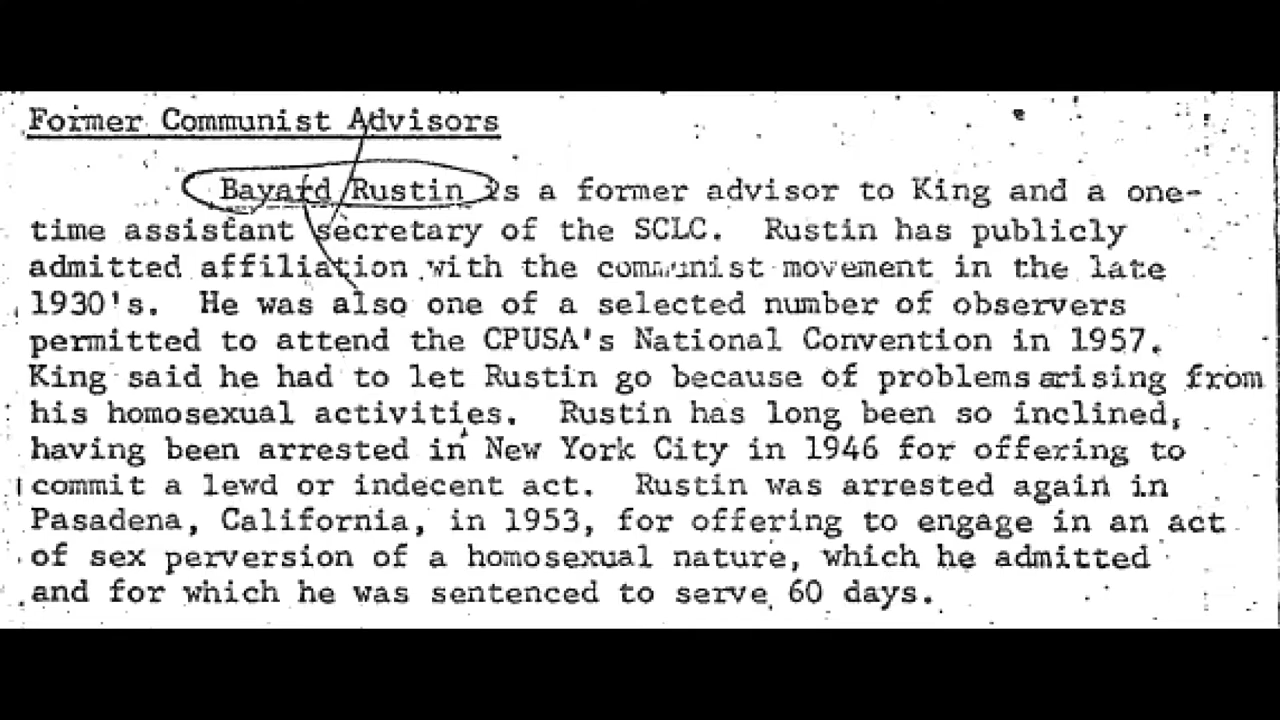 Former Communist Advisors
Bayard Rustin is a former advisor to King and a one-
time assistant secretary of the SCLC. Rustin has publicly
admitted affiliation with the communist movement in the late
1930's. He was also one of a selected number of observers
permitted to attend the CPUSA's National Convention in 1957.
King said he had to let Rustin go because of problems arising from
his homosexual activities. Rustin has long been so inclined,
having been arrested in New York City in 1946 for offering to
commit a lewd or indecent act. Rustin was arrested again in
Pasadena, California, in 1953, for offering to engage in an act
of sex perversion of a homosexual nature, which he admitted
and for which he was sentenced to serve 60 days.